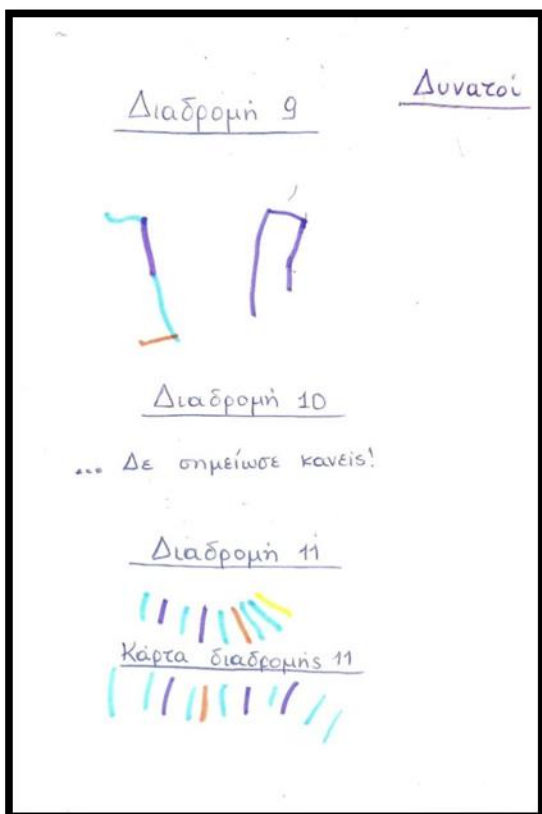 Δυνατοί
Διαδρομή 9
Διαδρομή 10
... Δε σημείωσε κανείς!
Διαδρομή 11
Κάρτα διαδρομής 11